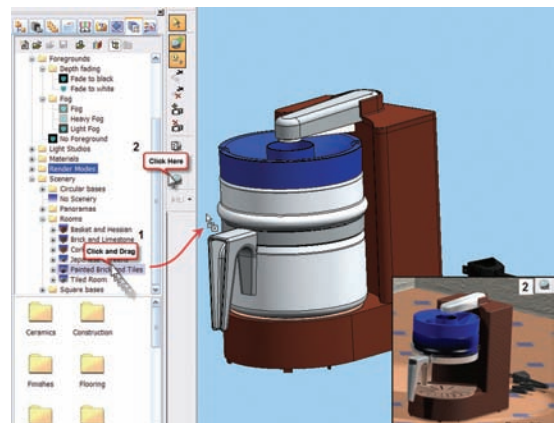 Foregrounds
Depth fading
Fade to black
Fade to white
Fog
Fog
Heavy Fog
Light Fog
No Foreground
Light Studios
Materials
Render Modes
Scenery
Circular bases
No Scenery
Panoramas
Rooms
Basket and Hessian
Brick and Limestone
1
Click and Drag
Painted Brick and Tiles
Tiled Room
Square bases
Ceramics
Construction
Finishes
Flooring
2
Click Here
2